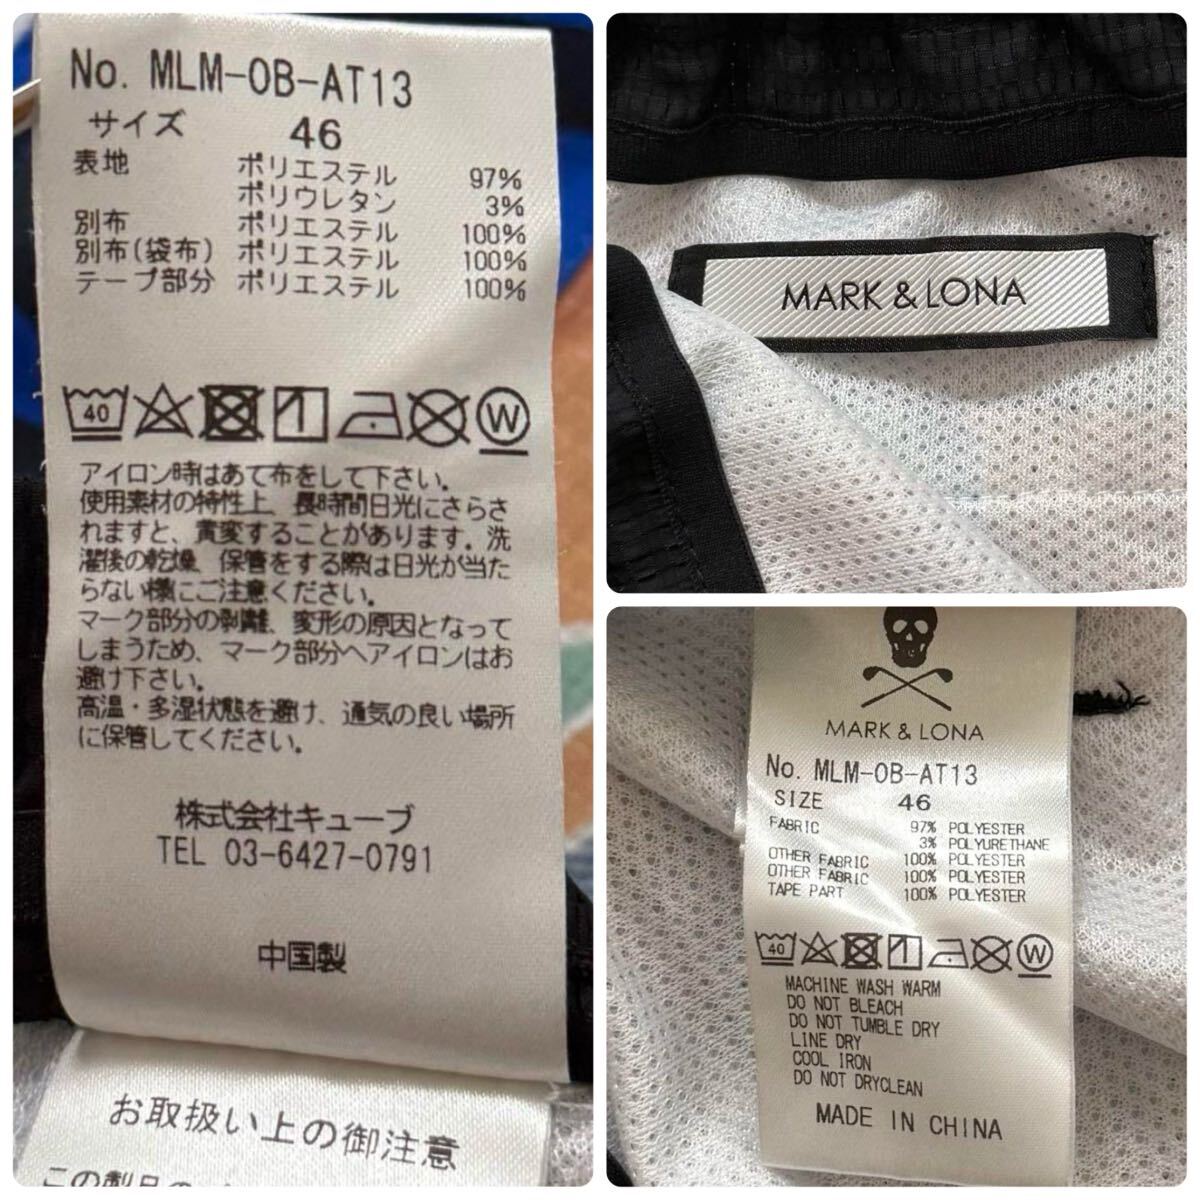 No. MLM-OB-AT13
サイズ 46
表地 ポリエステル 97%
ポリウレタン 3%
別布 ポリエステル 100%
別布(袋布) ポリエステル 100%
テープ部分 ポリエステル 100%
40
W
アイロン時はあて布をして下さい。
使用素材の特性上、長時間日光にさらさ
れますと、黄変することがあります。洗
濯後の乾燥、保管をする際は日光が当た
らない様にご注意ください。
マーク部分の剥離、変形の原因となって
しまうため、マーク部分へアイロンはお
避け下さい。
高温・多湿状態を避け、通気の良い場所
に保管してください。
株式会社キューブ
TEL 03-6427-0791
中国製
お取扱い上の御注意
この製品の
MARK & LONA
MARK & LONA
No. MLM-OB-AT13
SIZE 46
FABRIC 97% POLYESTER
3% POLYURETHANE
OTHER FABRIC 100% POLYESTER
OTHER FABRIC 100% POLYESTER
TAPE PART 100% POLYESTER
40
W
MACHINE WASH WARM
DO NOT BLEACH
DO NOT TUMBLE DRY
LINE DRY
COOL IRON
DO NOT DRYCLEAN
MADE IN CHINA